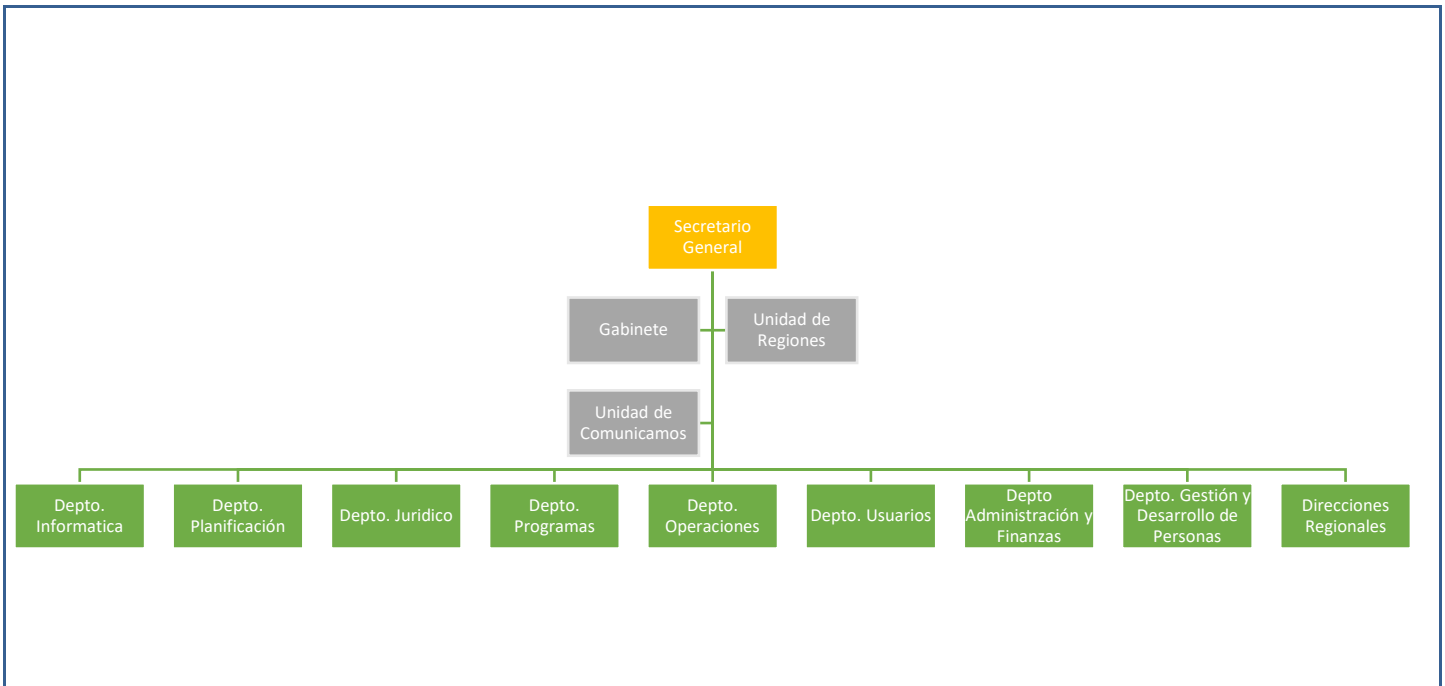 Secretario
General
Gabinete
Unidad de
Regiones
Unidad de
Comunicamos
Depto.
Informatica
Depto.
Planificación
Depto. Juridico
Depto.
Programas
Depto.
Operaciones
Depto. Usuarios
Depto
Administración y
Finanzas
Depto. Gestión y
Desarrollo de
Personas
Direcciones
Regionales